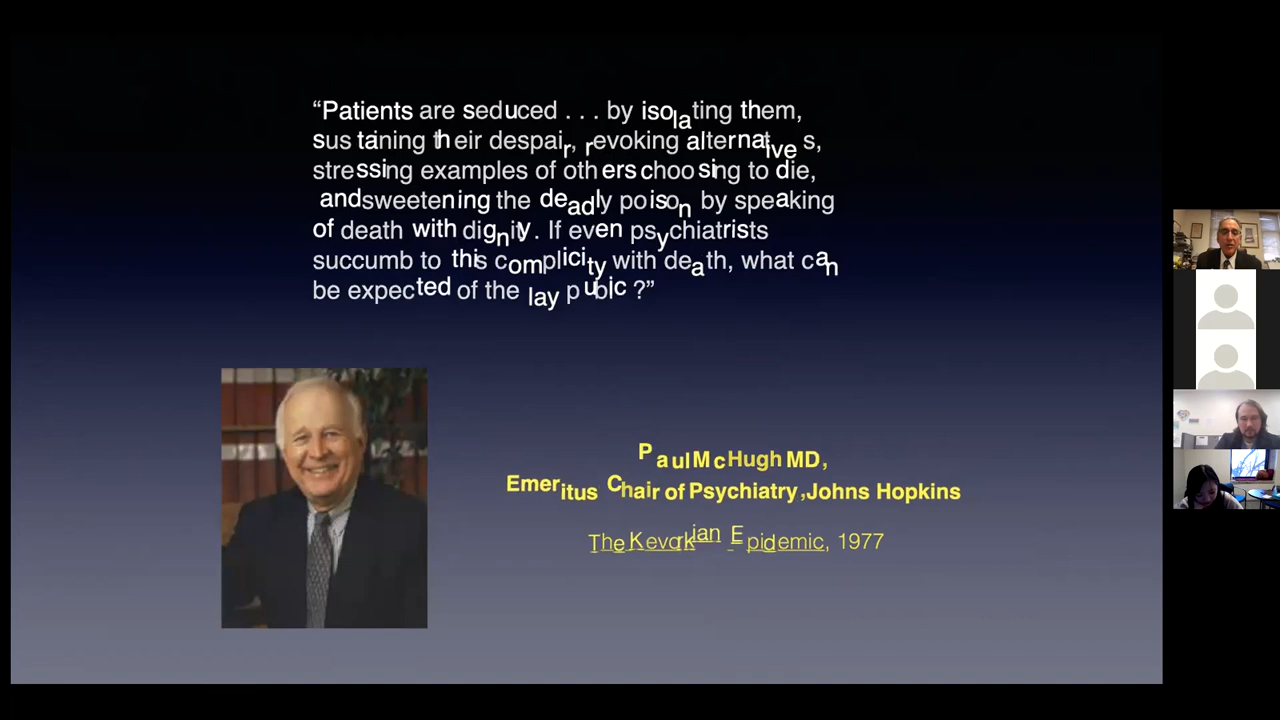 “Patients are seduced . . . by isolating them,
sustaining their despair, revoking alternatives,
stressing examples of others choosing to die,
and sweetening the deadly poison by speaking
of death with dignity. If even psychiatrists
succumb to this complicity with death, what can
be expected of the lay public?”
Paul McHugh MD,
Emeritus Chair of Psychiatry, Johns Hopkins
The Kevorkian Epidemic, 1977